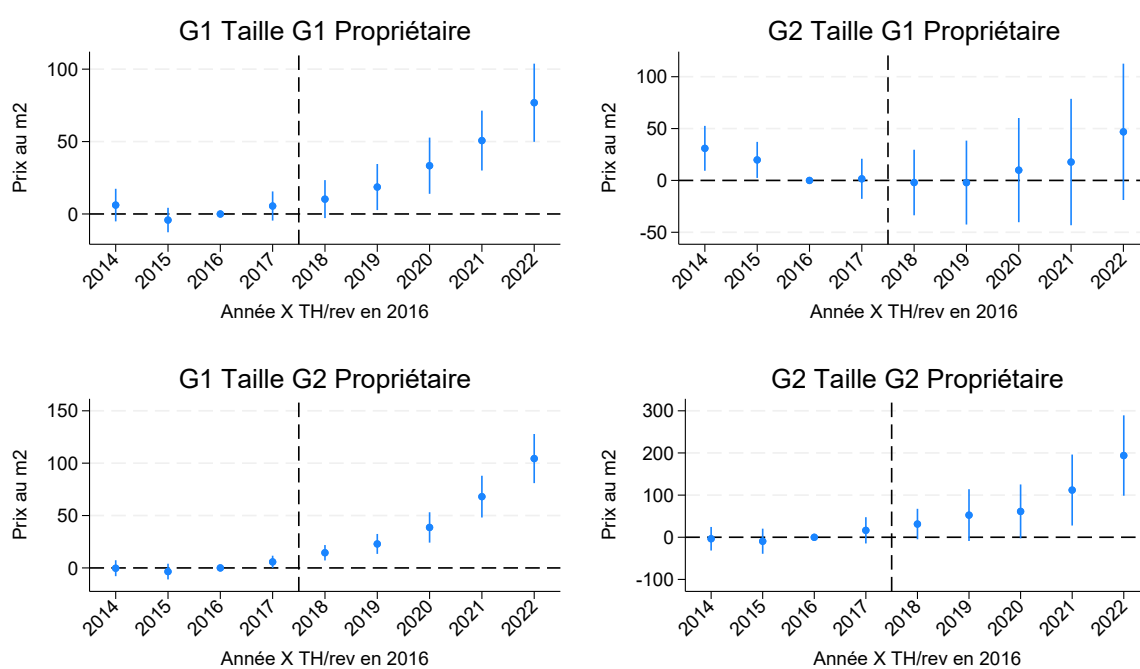 G1 Taille G1 Propriétaire
Prix au m2
100
50
0
2014 2015 2016 2017 2018 2019 2020 2021 2022
Année X TH/rev en 2016
G2 Taille G1 Propriétaire
Prix au m2
100
50
0
-50
2014 2015 2016 2017 2018 2019 2020 2021 2022
Année X TH/rev en 2016
G1 Taille G2 Propriétaire
Prix au m2
150
100
50
0
2014 2015 2016 2017 2018 2019 2020 2021 2022
Année X TH/rev en 2016
G2 Taille G2 Propriétaire
Prix au m2
300
200
100
0
-100
2014 2015 2016 2017 2018 2019 2020 2021 2022
Année X TH/rev en 2016